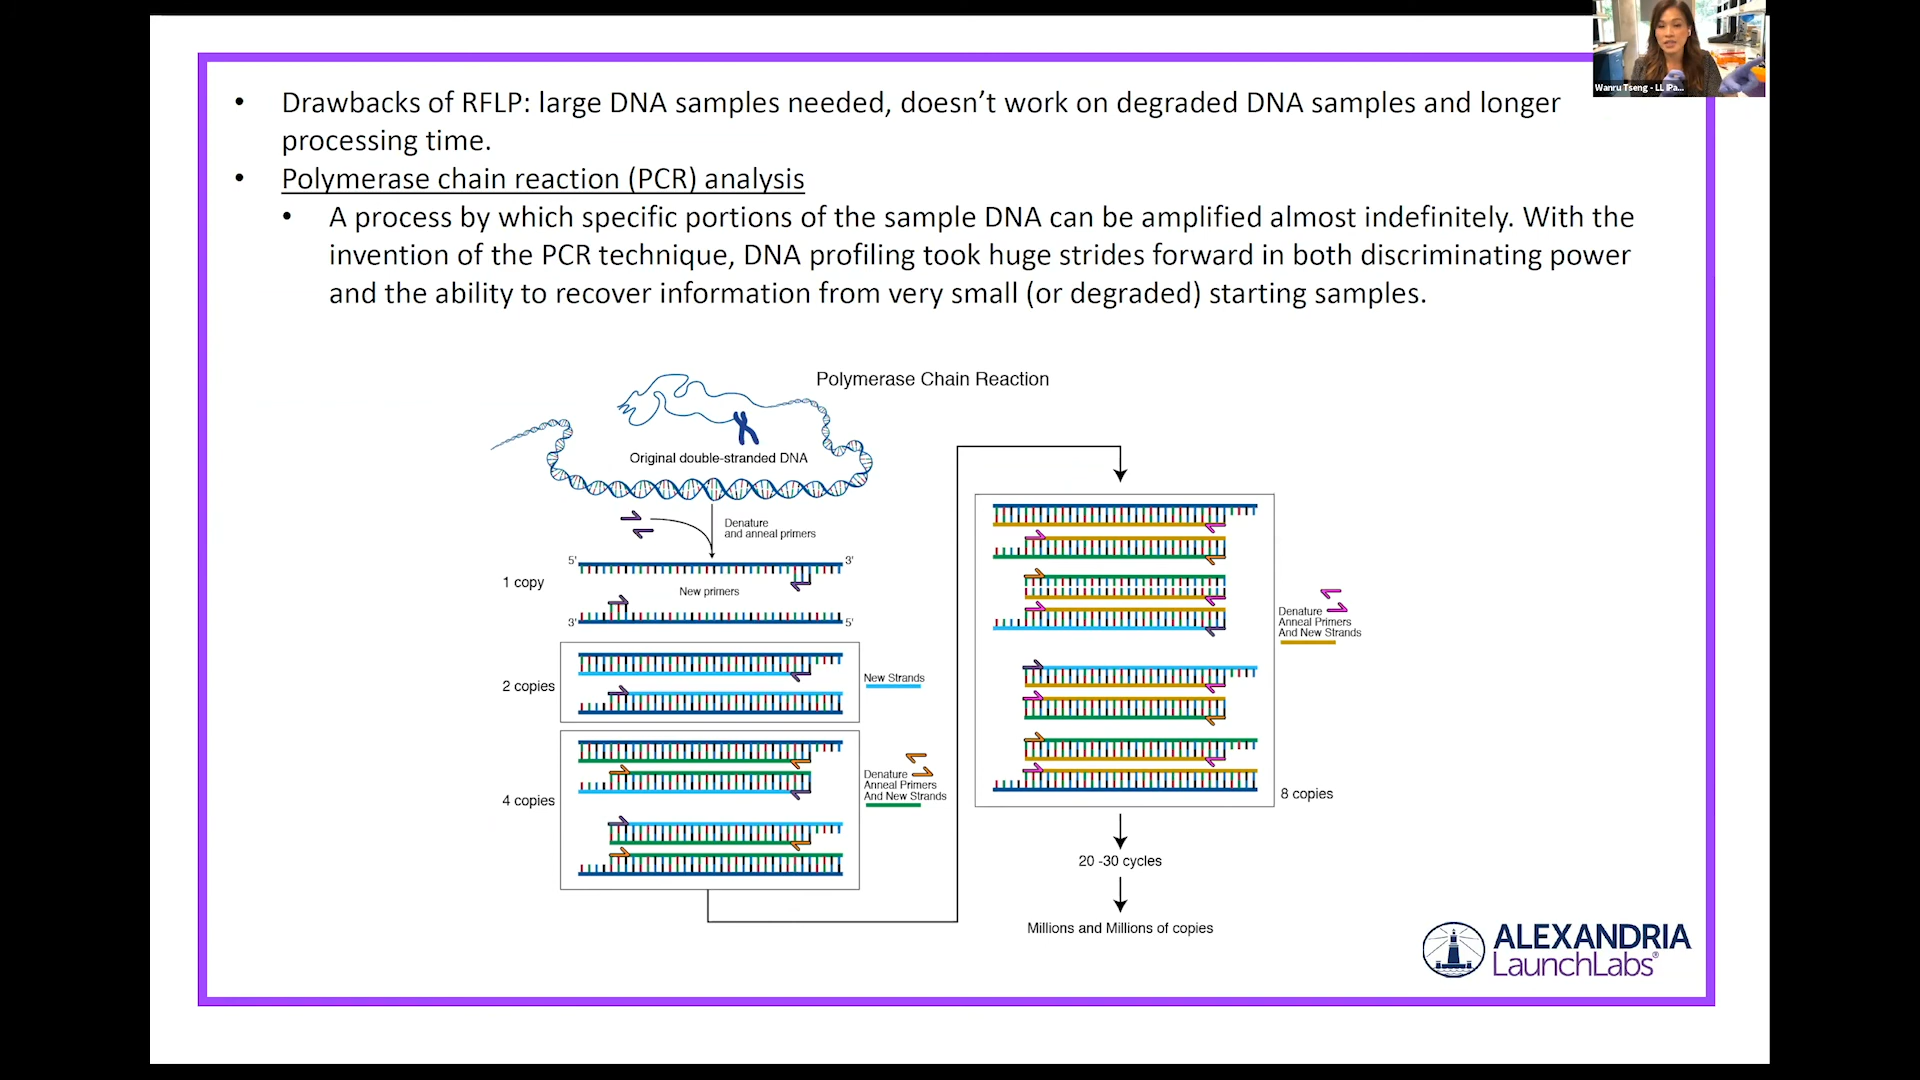 Wanru Tseng - LL |Pa...
• Drawbacks of RFLP: large DNA samples needed, doesn’t work on degraded DNA samples and longer
processing time.
• Polymerase chain reaction (PCR) analysis
• A process by which specific portions of the sample DNA can be amplified almost indefinitely. With the
invention of the PCR technique, DNA profiling took huge strides forward in both discriminating power
and the ability to recover information from very small (or degraded) starting samples.
Polymerase Chain Reaction
Original double-stranded DNA
Denature
and anneal primers
5'
3'
1 copy
New primers
3'
5'
2 copies
New Strands
4 copies
Denature
Anneal Primers
And New Strands
Denature
Anneal Primers
And New Strands
8 copies
20 -30 cycles
Millions and Millions of copies
ALEXANDRIA
LaunchLabs®